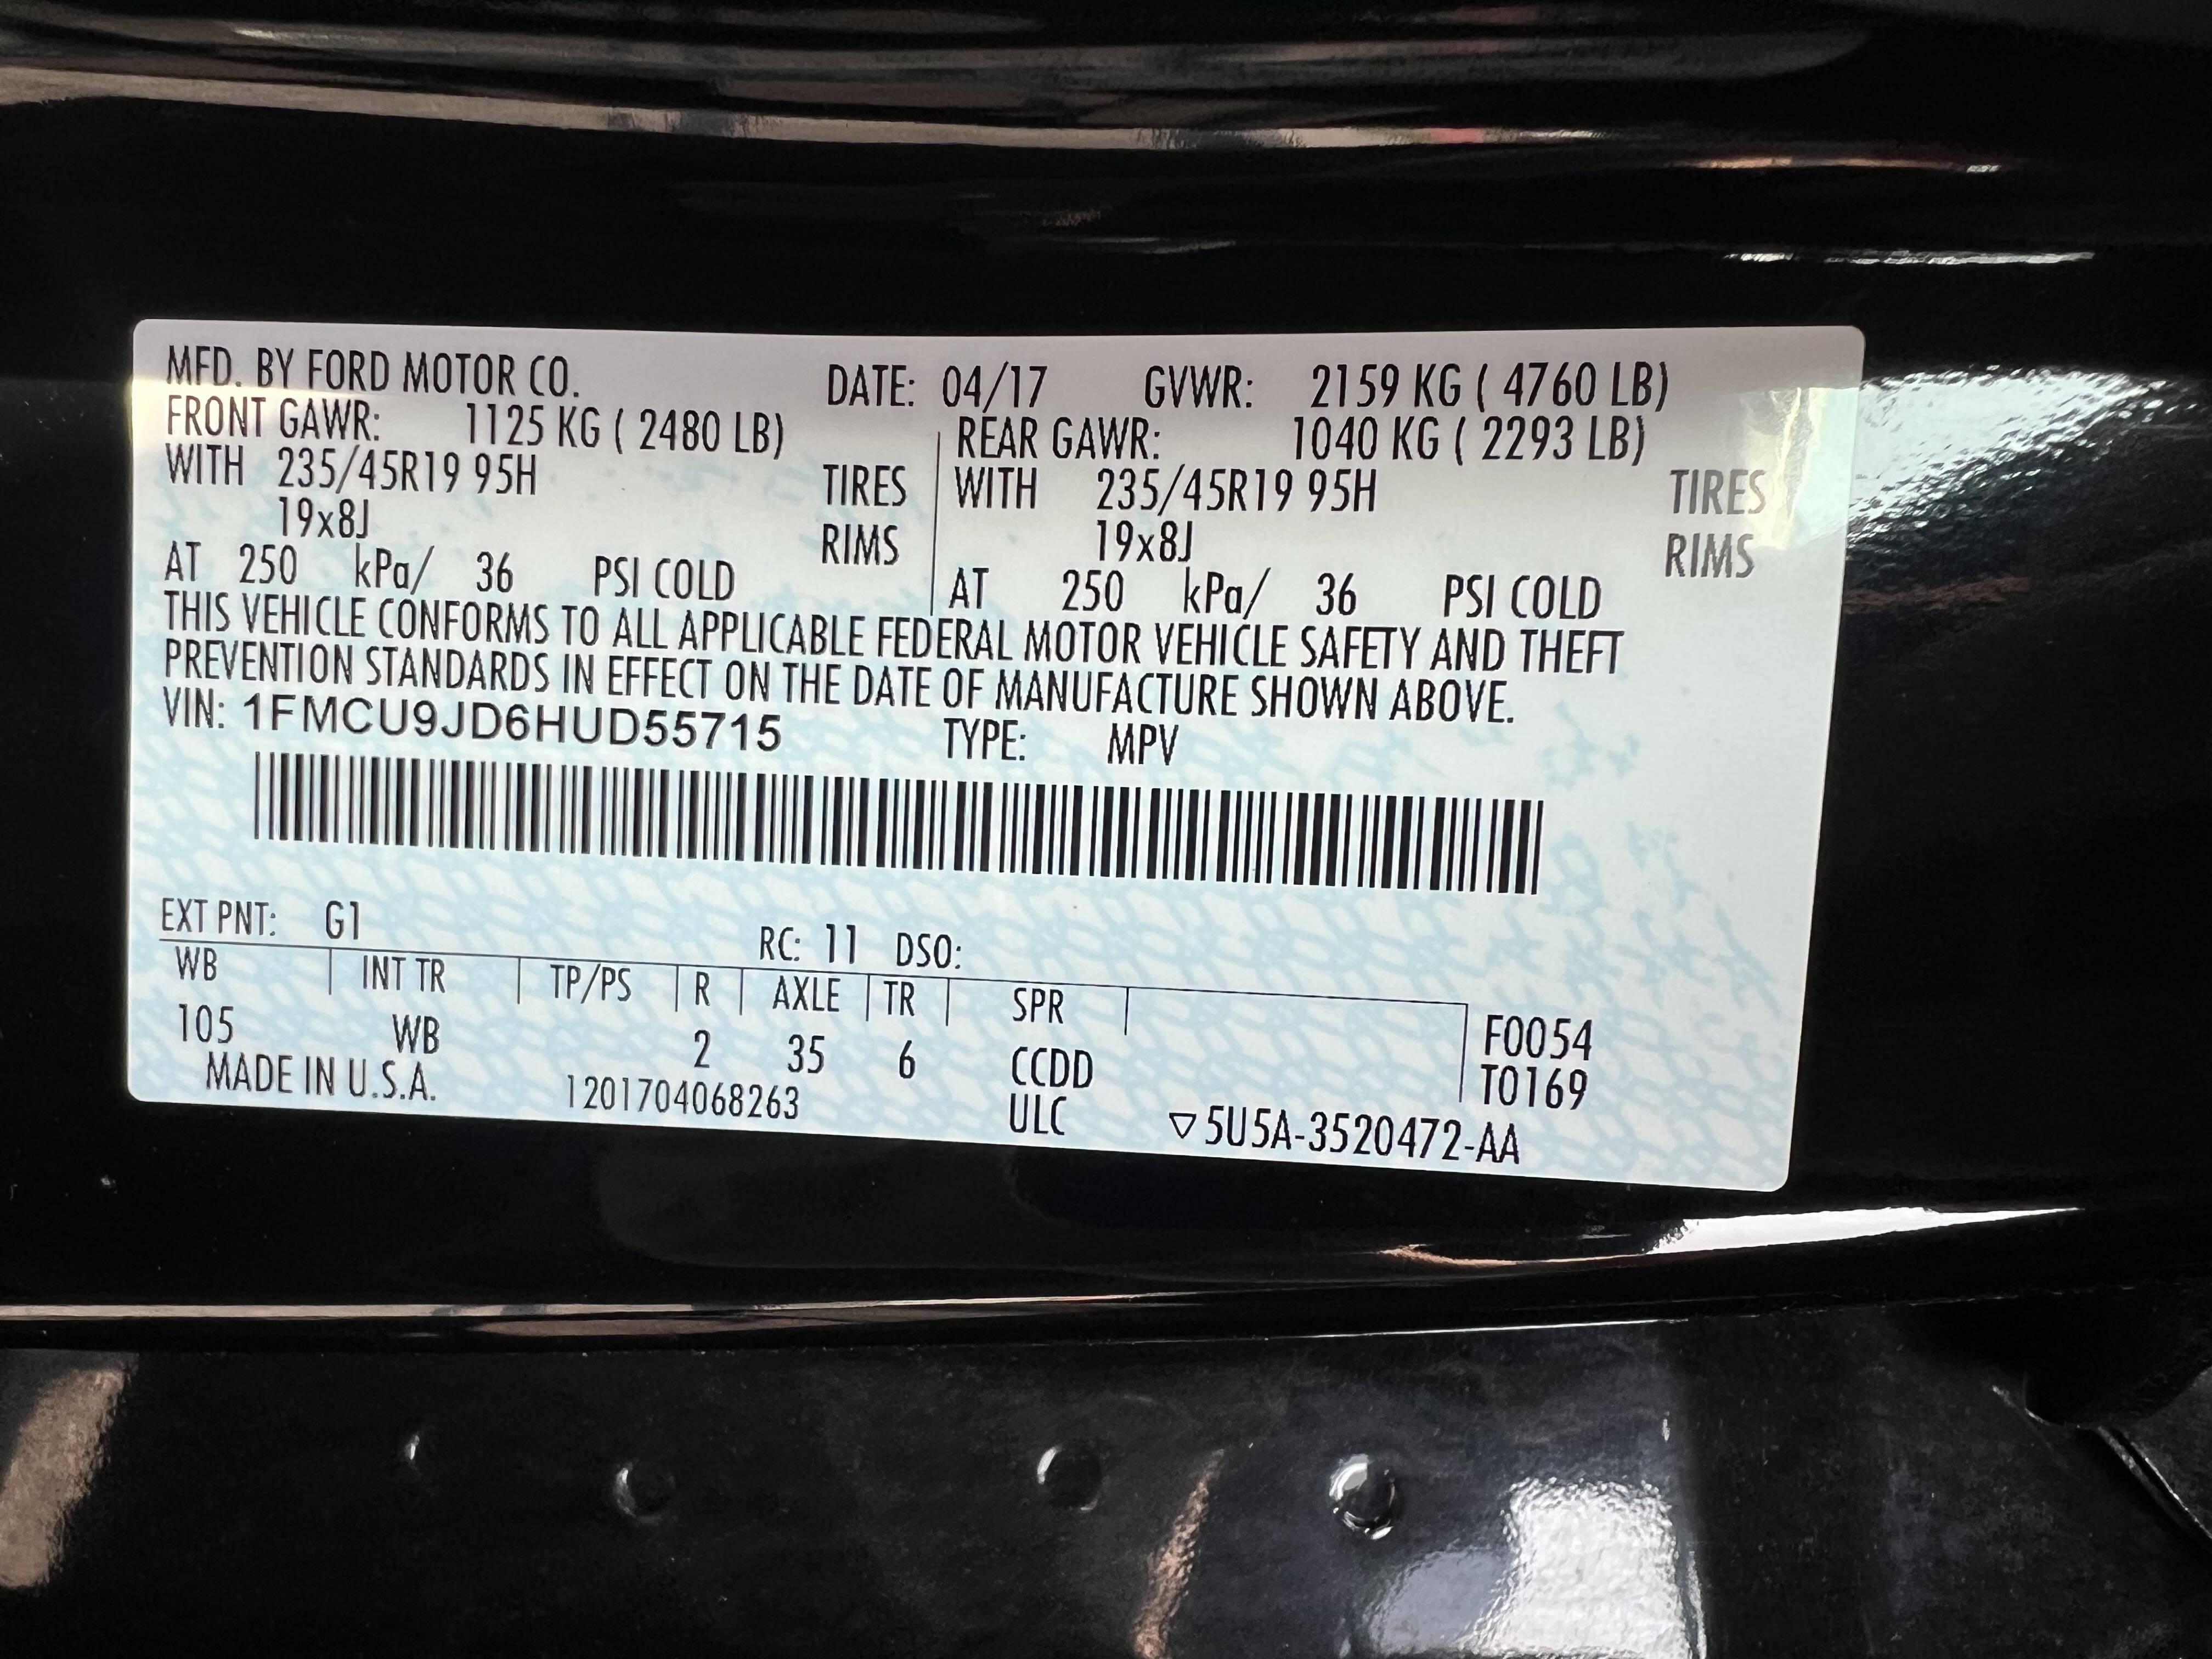 MFD. BY FORD MOTOR CO. DATE: 04/17 GVWR: 2159 KG ( 4760 LB)
FRONT GAWR: 1125 KG ( 2480 LB) REAR GAWR: 1040 KG ( 2293 LB)
WITH 235/45R19 95H TIRES WITH 235/45R19 95H TIRES
19x8J RIMS 19x8J RIMS
AT 250 kPa/ 36 PSI COLD AT 250 kPa/ 36 PSI COLD
THIS VEHICLE CONFORMS TO ALL APPLICABLE FEDERAL MOTOR VEHICLE SAFETY AND THEFT
PREVENTION STANDARDS IN EFFECT ON THE DATE OF MANUFACTURE SHOWN ABOVE.
VIN: 1FMCU9JD6HUD55715 TYPE: MPV
EXT PNT: G1 RC: 11 DSO:
WB INT TR TP/PS R AXLE TR SPR
105 WB 2 35 6 CCDD F0054
MADE IN U.S.A. 1201704068263 ULC T0169
▽5U5A-3520472-AA